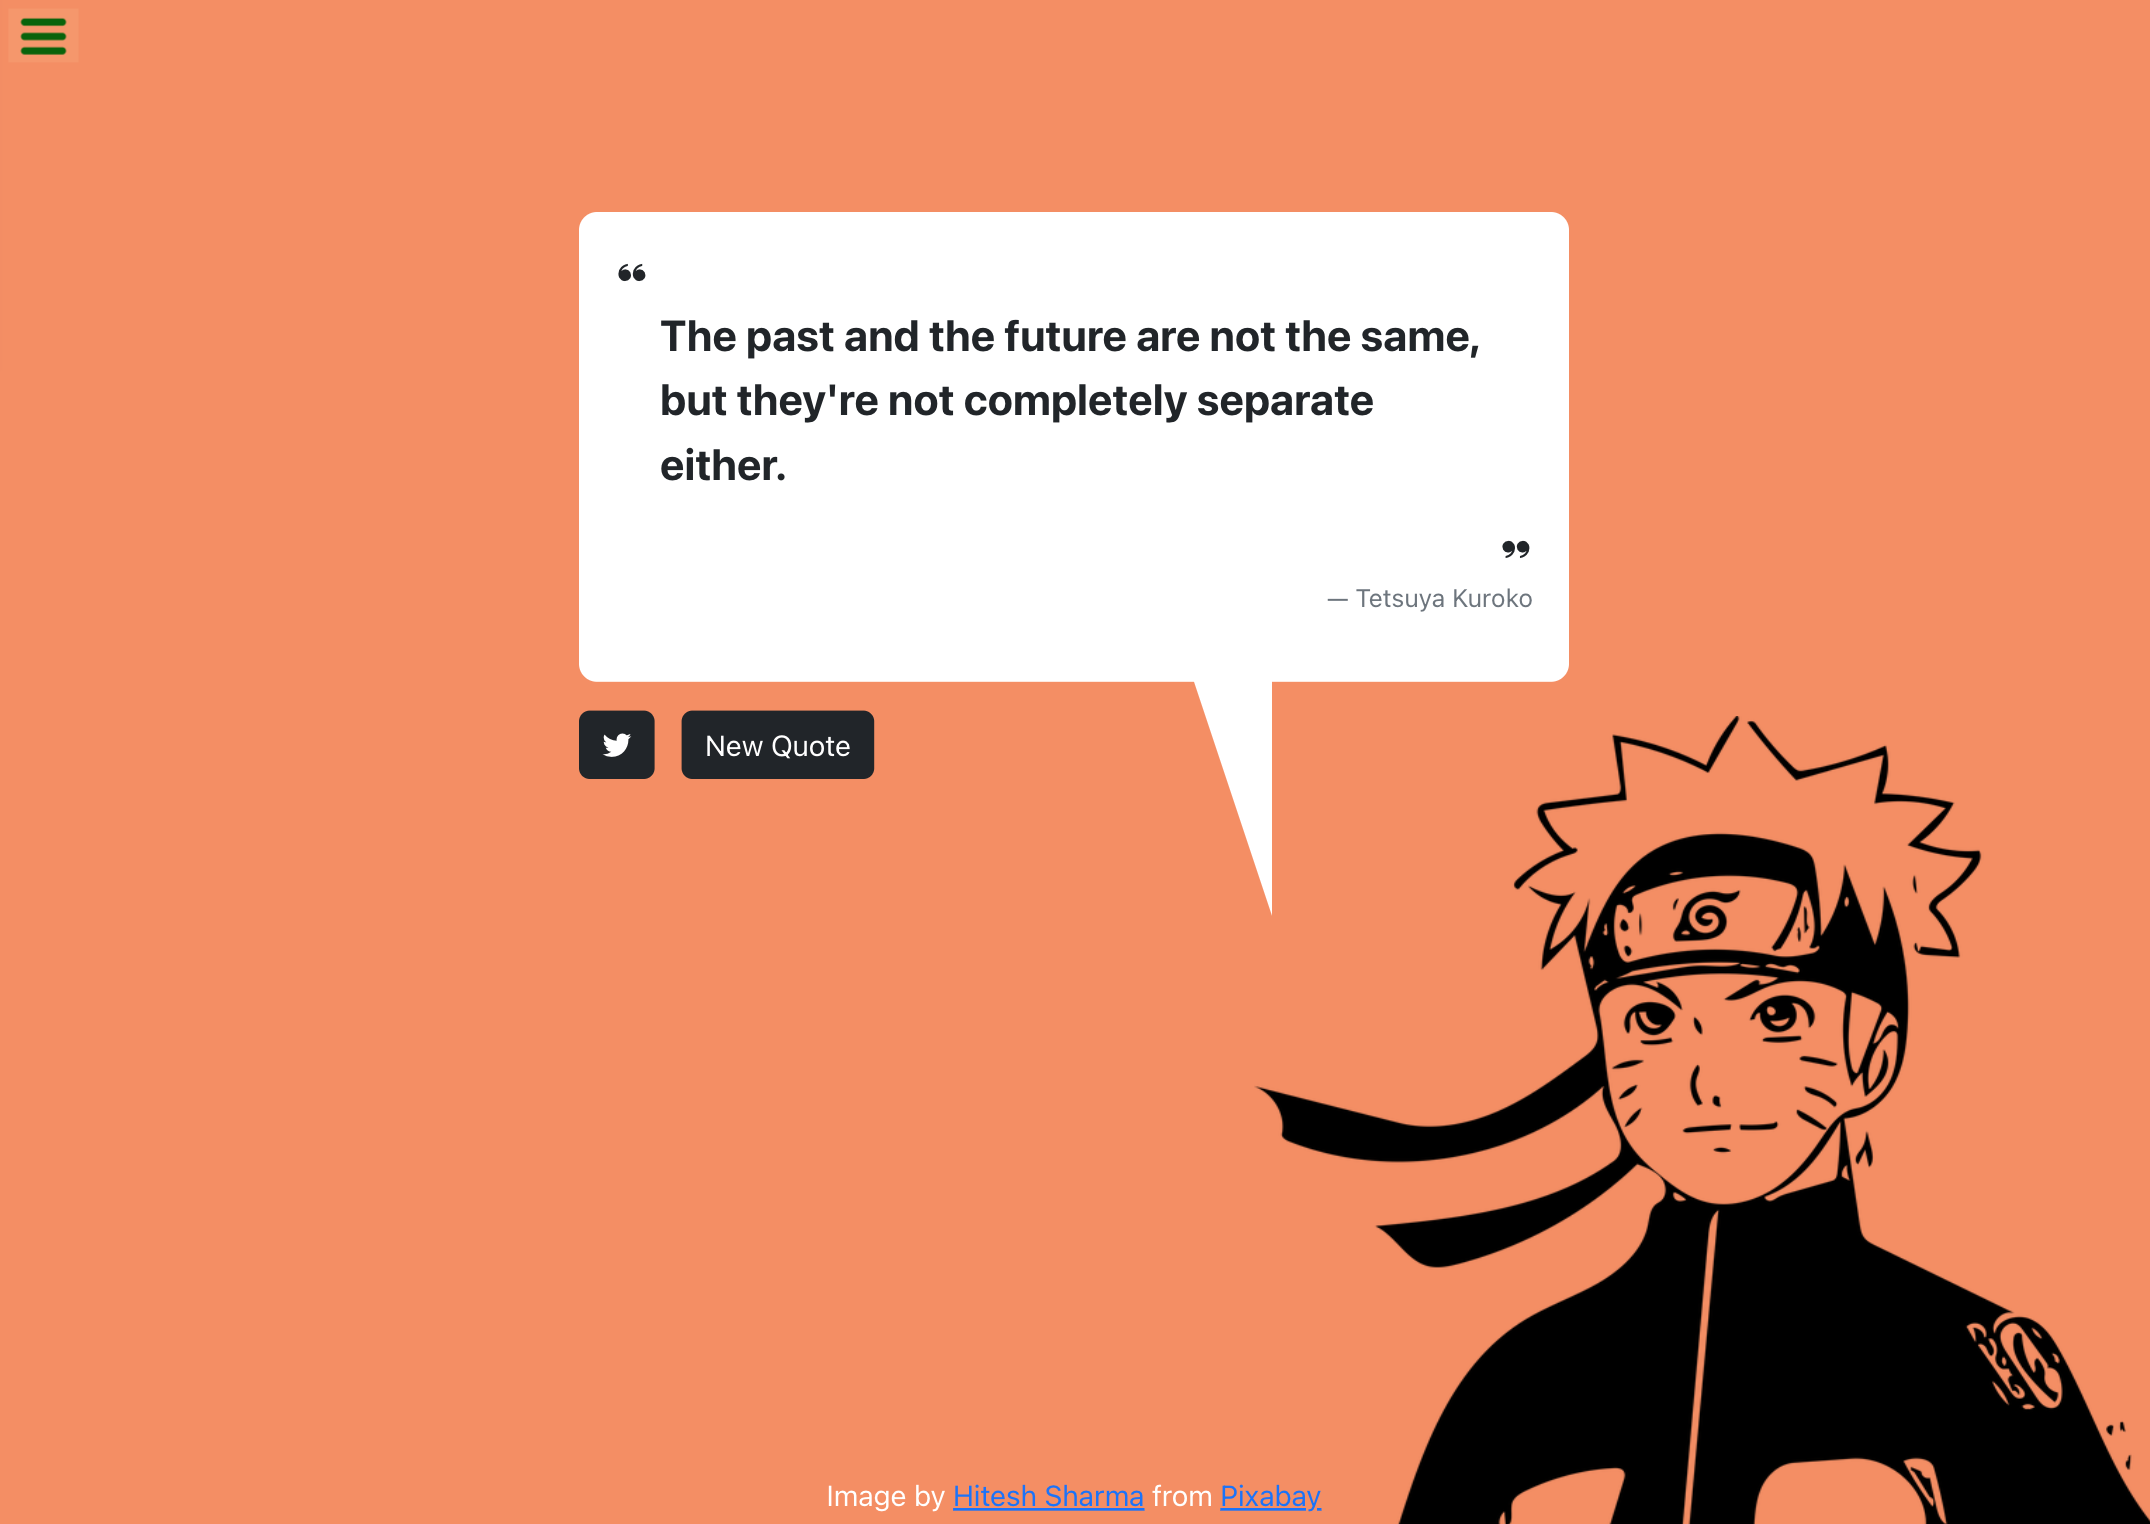 ❝
The past and the future are not the same,
but they're not completely separate
either.
❞
— Tetsuya Kuroko
New Quote
Image by Hitesh Sharma from Pixabay